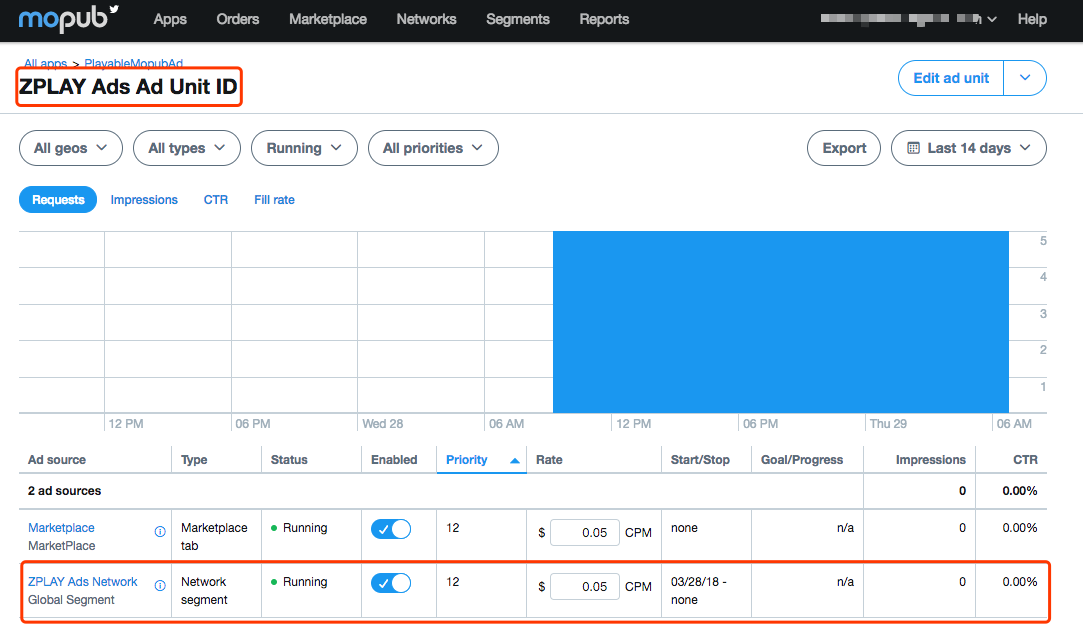 mopub
Apps Orders Marketplace Networks Segments Reports Help
All apps > PlayableMopubAd
ZPLAY Ads Ad Unit ID
Edit ad unit
All geos All types Running All priorities Export Last 14 days
Requests Impressions CTR Fill rate
5
4
3
2
1
12 PM 06 PM Wed 28 06 AM 12 PM 06 PM Thu 29 06 AM
Ad source Type Status Enabled Priority Rate Start/Stop Goal/Progress Impressions CTR
2 ad sources 0 0.00%
Marketplace Marketplace Running 12 $ 0.05 CPM none n/a 0 0.00%
MarketPlace tab
ZPLAY Ads Network Network Running 12 $ 0.05 CPM 03/28/18 - n/a 0 0.00%
Global Segment segment none